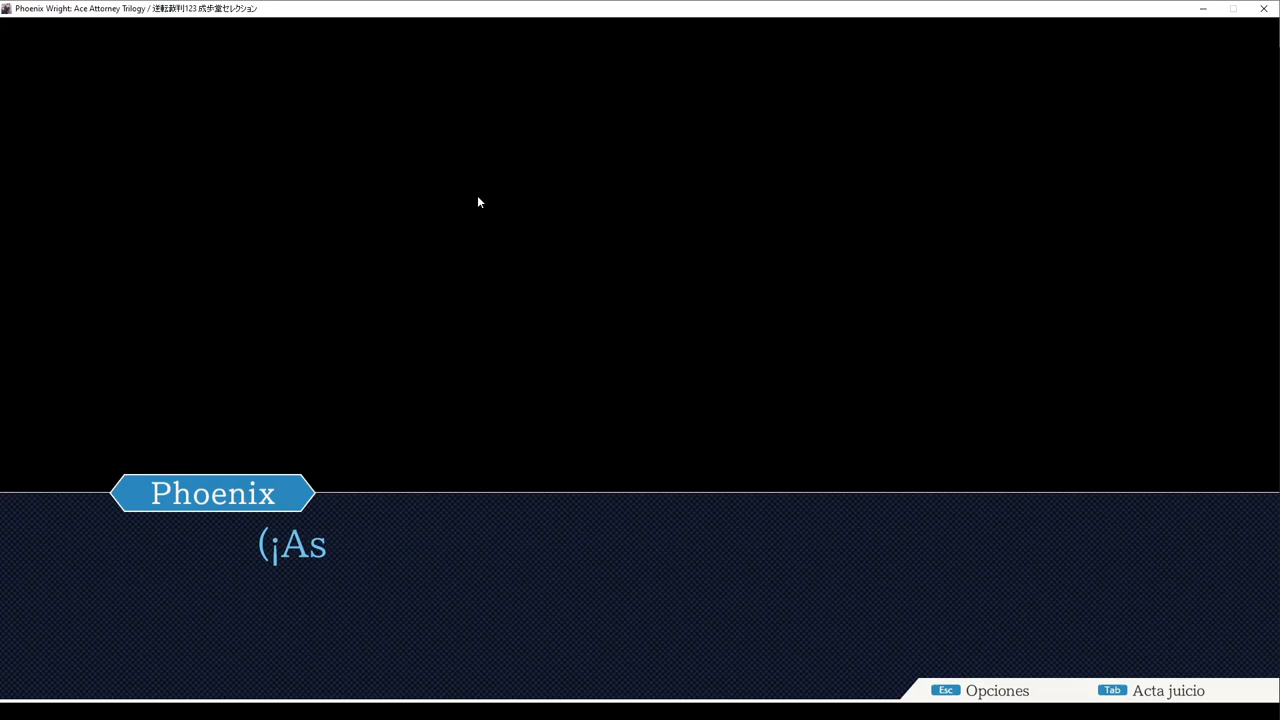 Phoenix Wright: Ace Attorney Trilogy / 逆転裁判123 成歩堂セレクション
Phoenix
(¡As
Esc Opciones Tab Acta juicio